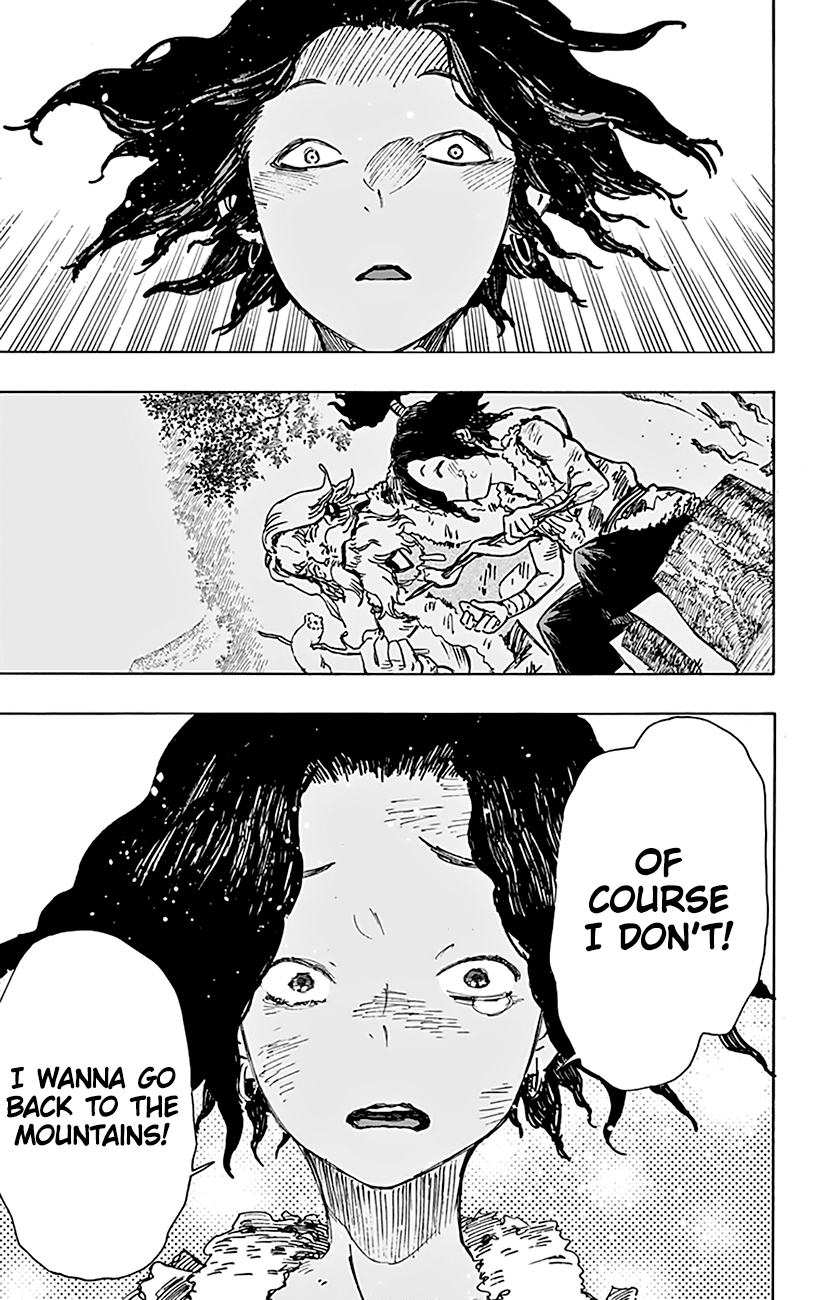 OF
COURSE
I DON'T!
I WANNA GO
BACK TO THE
MOUNTAINS!